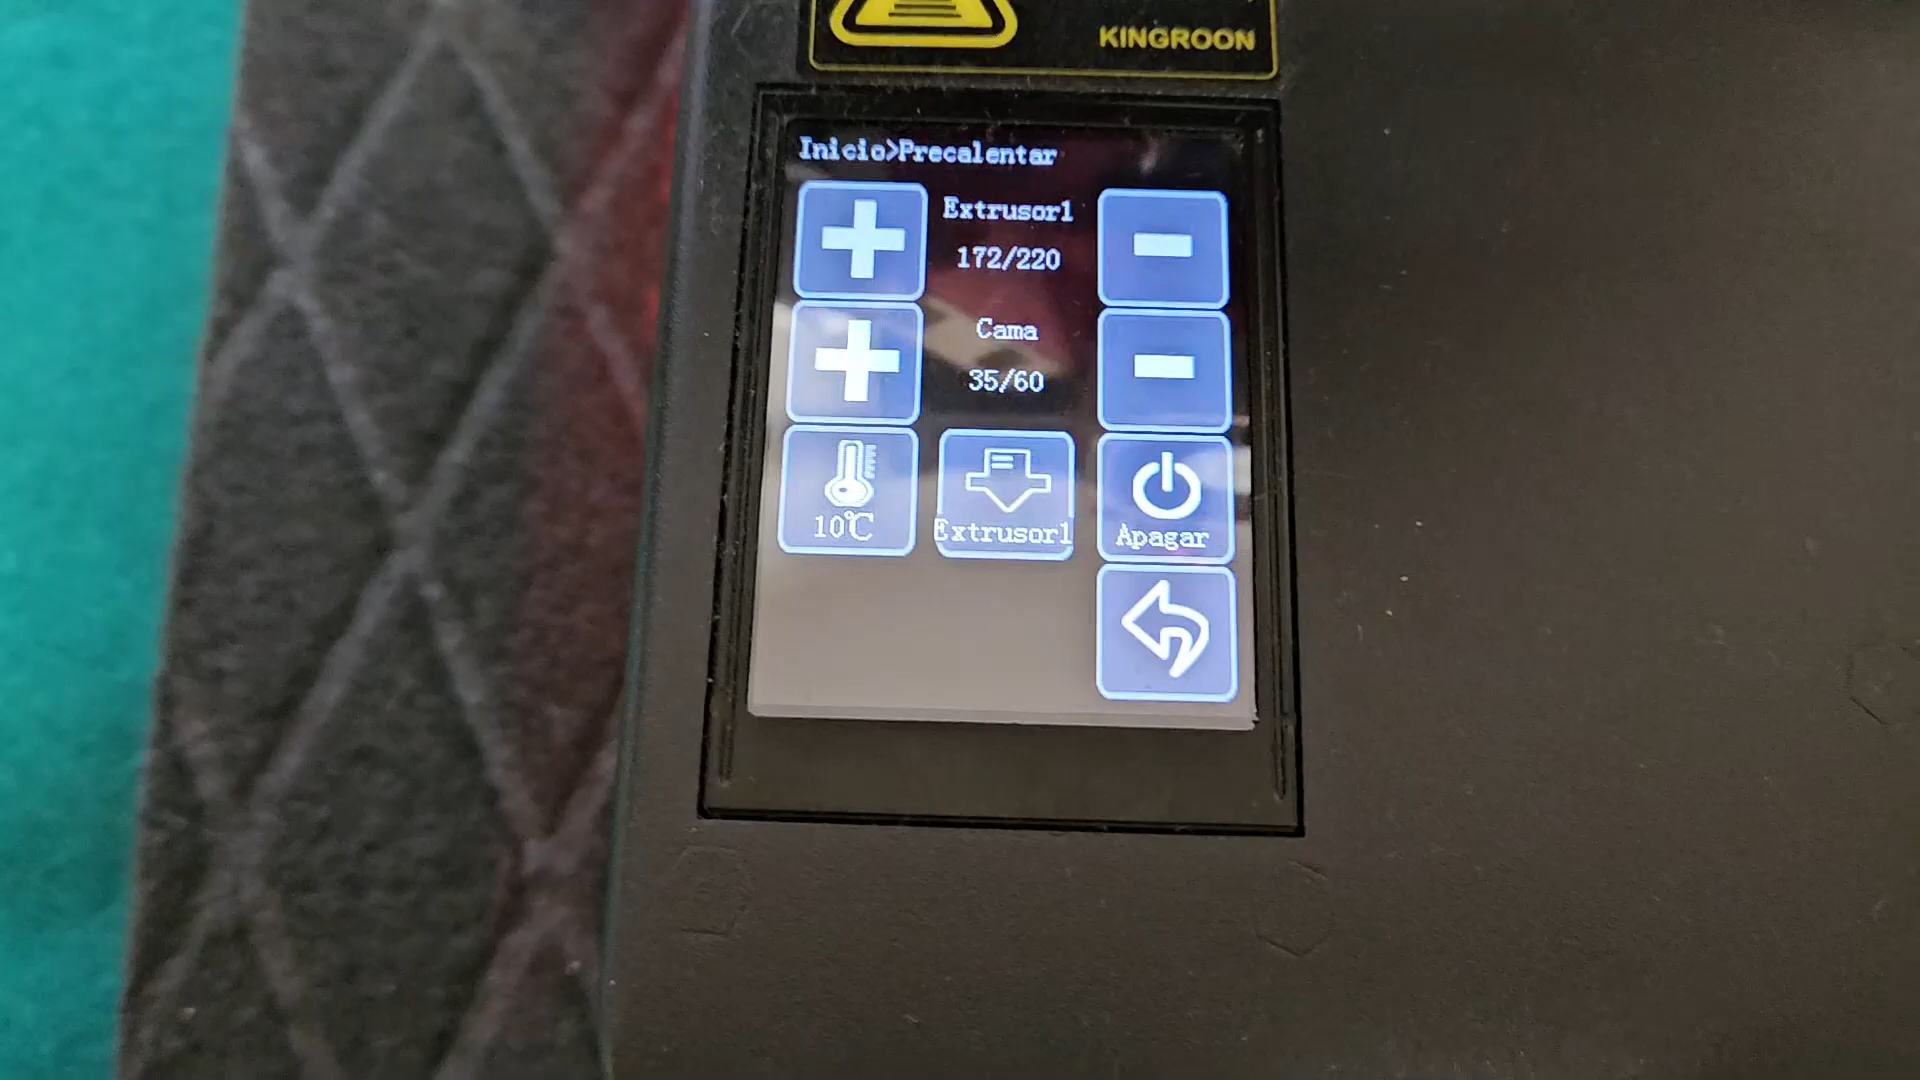 KINGROON
Inicio>Precalentar
Extrusor1
172/220
Cama
35/60
10℃
Extrusor1
Apagar